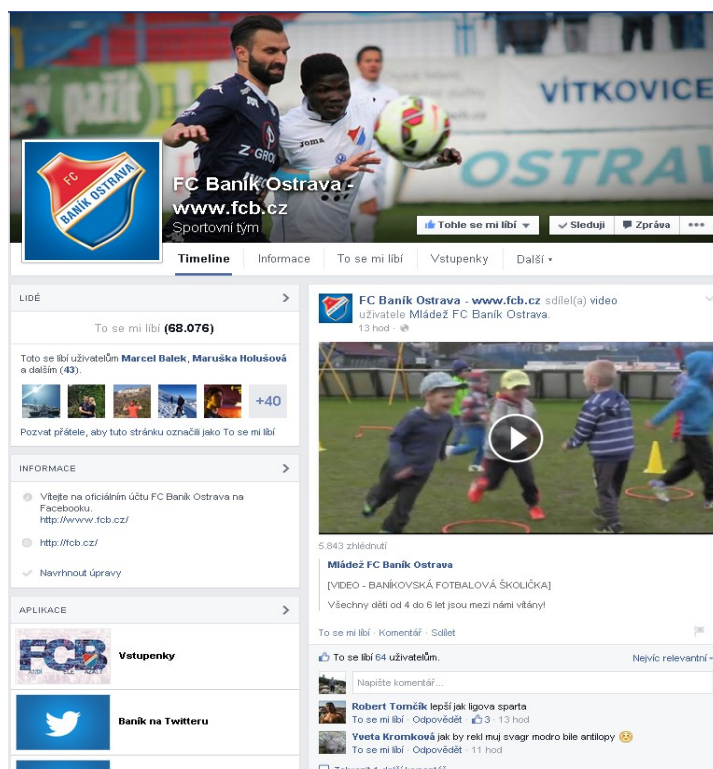 pažit
VÍTKOVICE
OSTRAV
Z-GROUP
Joma
FC
BANÍK OSTRAVA
FC Baník Ostrava -
www.fcb.cz
Sportovní tým
Tohle se mi líbí
Sleduji
Zpráva
Timeline
Informace
To se mi líbí
Vstupenky
Další
LIDÉ
To se mi líbí (68.076)
Toto se líbí uživatelům Marcel Balek, Maruška Holušová
a dalším (43).
+40
Pozvat přátele, aby tuto stránku označili jako To se mi líbí
INFORMACE
Vítejte na oficiálním účtu FC Baník Ostrava na
Facebooku.
http://www.fcb.cz/
http://fcb.cz/
Navrhnout úpravy
APLIKACE
FCB
Vstupenky
Baník na Twitteru
FC Baník Ostrava - www.fcb.cz sdílel(a) video
uživatele Mládež FC Baník Ostrava.
13 hod ·
5.843 zhlédnutí
Mládež FC Baník Ostrava
[VIDEO - BANÍKOVSKÁ FOTBALOVÁ ŠKOLIČKA]
Všechny děti od 4 do 6 let jsou mezi námi vítány!
To se mi líbí · Komentář · Sdílet
To se líbí 64 uživatelům.
Nejvíc relevantní
Napište komentář...
Robert Tomčík lepší jak ligova sparta
To se mi líbí · Odpovědět · 3 · 13 hod
Yveta Kromková jak by rekl muj svagr modro bile antilopy
To se mi líbí · Odpovědět · 11 hod